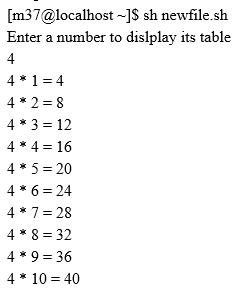 [m37@localhost ~]$ sh newfile.sh
Enter a number to dislplay its table
4
4 * 1 = 4
4 * 2 = 8
4 * 3 = 12
4 * 4 = 16
4 * 5 = 20
4 * 6 = 24
4 * 7 = 28
4 * 8 = 32
4 * 9 = 36
4 * 10 = 40